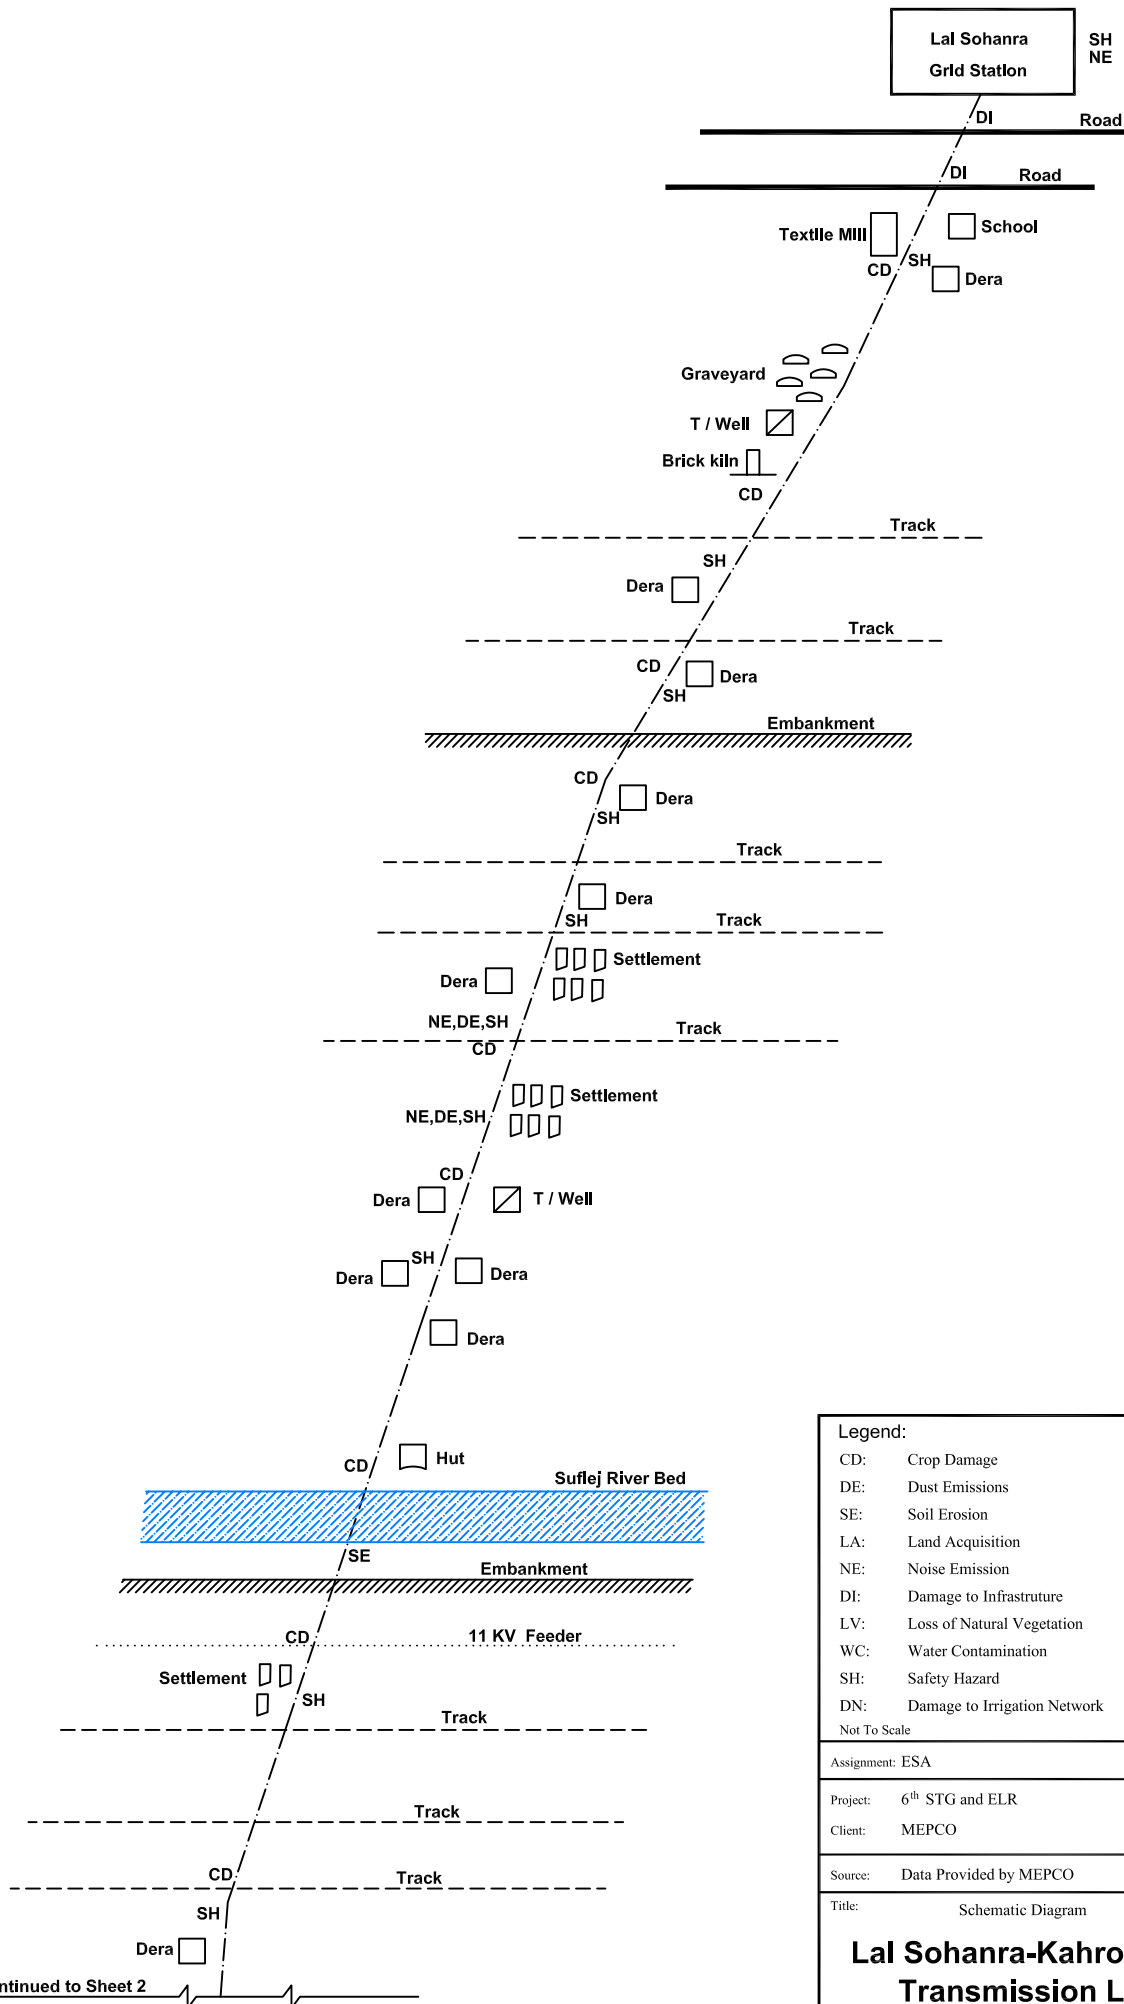 Lal Sohanra
Grid Station
SH
NE
DI
Road
DI
Road
Textile Mill
School
CD
SH
Dera
Graveyard
T / Well
Brick kiln
CD
Track
SH
Dera
Track
CD
Dera
SH
Embankment
CD
Dera
SH
Track
Dera
SH
Track
Settlement
Dera
NE,DE,SH
Track
CD
Settlement
NE,DE,SH
CD
Dera
T / Well
SH
Dera
Dera
Dera
CD
Hut
Suflej River Bed
SE
Embankment
CD
11 KV Feeder
Settlement
SH
Track
Track
CD
Track
SH
Dera
ntinued to Sheet 2
Legend:
CD: Crop Damage
DE: Dust Emissions
SE: Soil Erosion
LA: Land Acquisition
NE: Noise Emission
DI: Damage to Infrastruture
LV: Loss of Natural Vegetation
WC: Water Contamination
SH: Safety Hazard
DN: Damage to Irrigation Network
Not To Scale
Assignment: ESA
Project: 6th STG and ELR
Client: MEPCO
Source: Data Provided by MEPCO
Title: Schematic Diagram
Lal Sohanra-Kahro
Transmission L